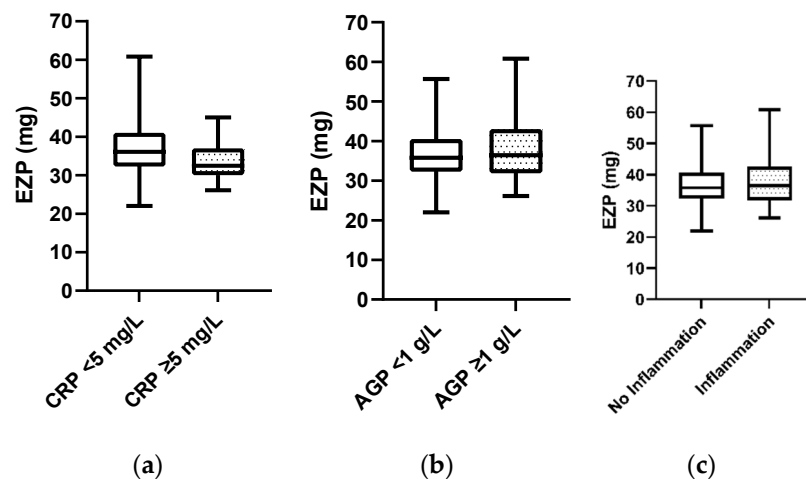 EZP (mg)
70
60
50
40
30
20
10
0
CRP <5 mg/L
CRP ≥5 mg/L
(a)
EZP (mg)
70
60
50
40
30
20
10
0
AGP <1 g/L
AGP ≥1 g/L
(b)
EZP (mg)
70
60
50
40
30
20
10
0
No Inflammation
Inflammation
(c)